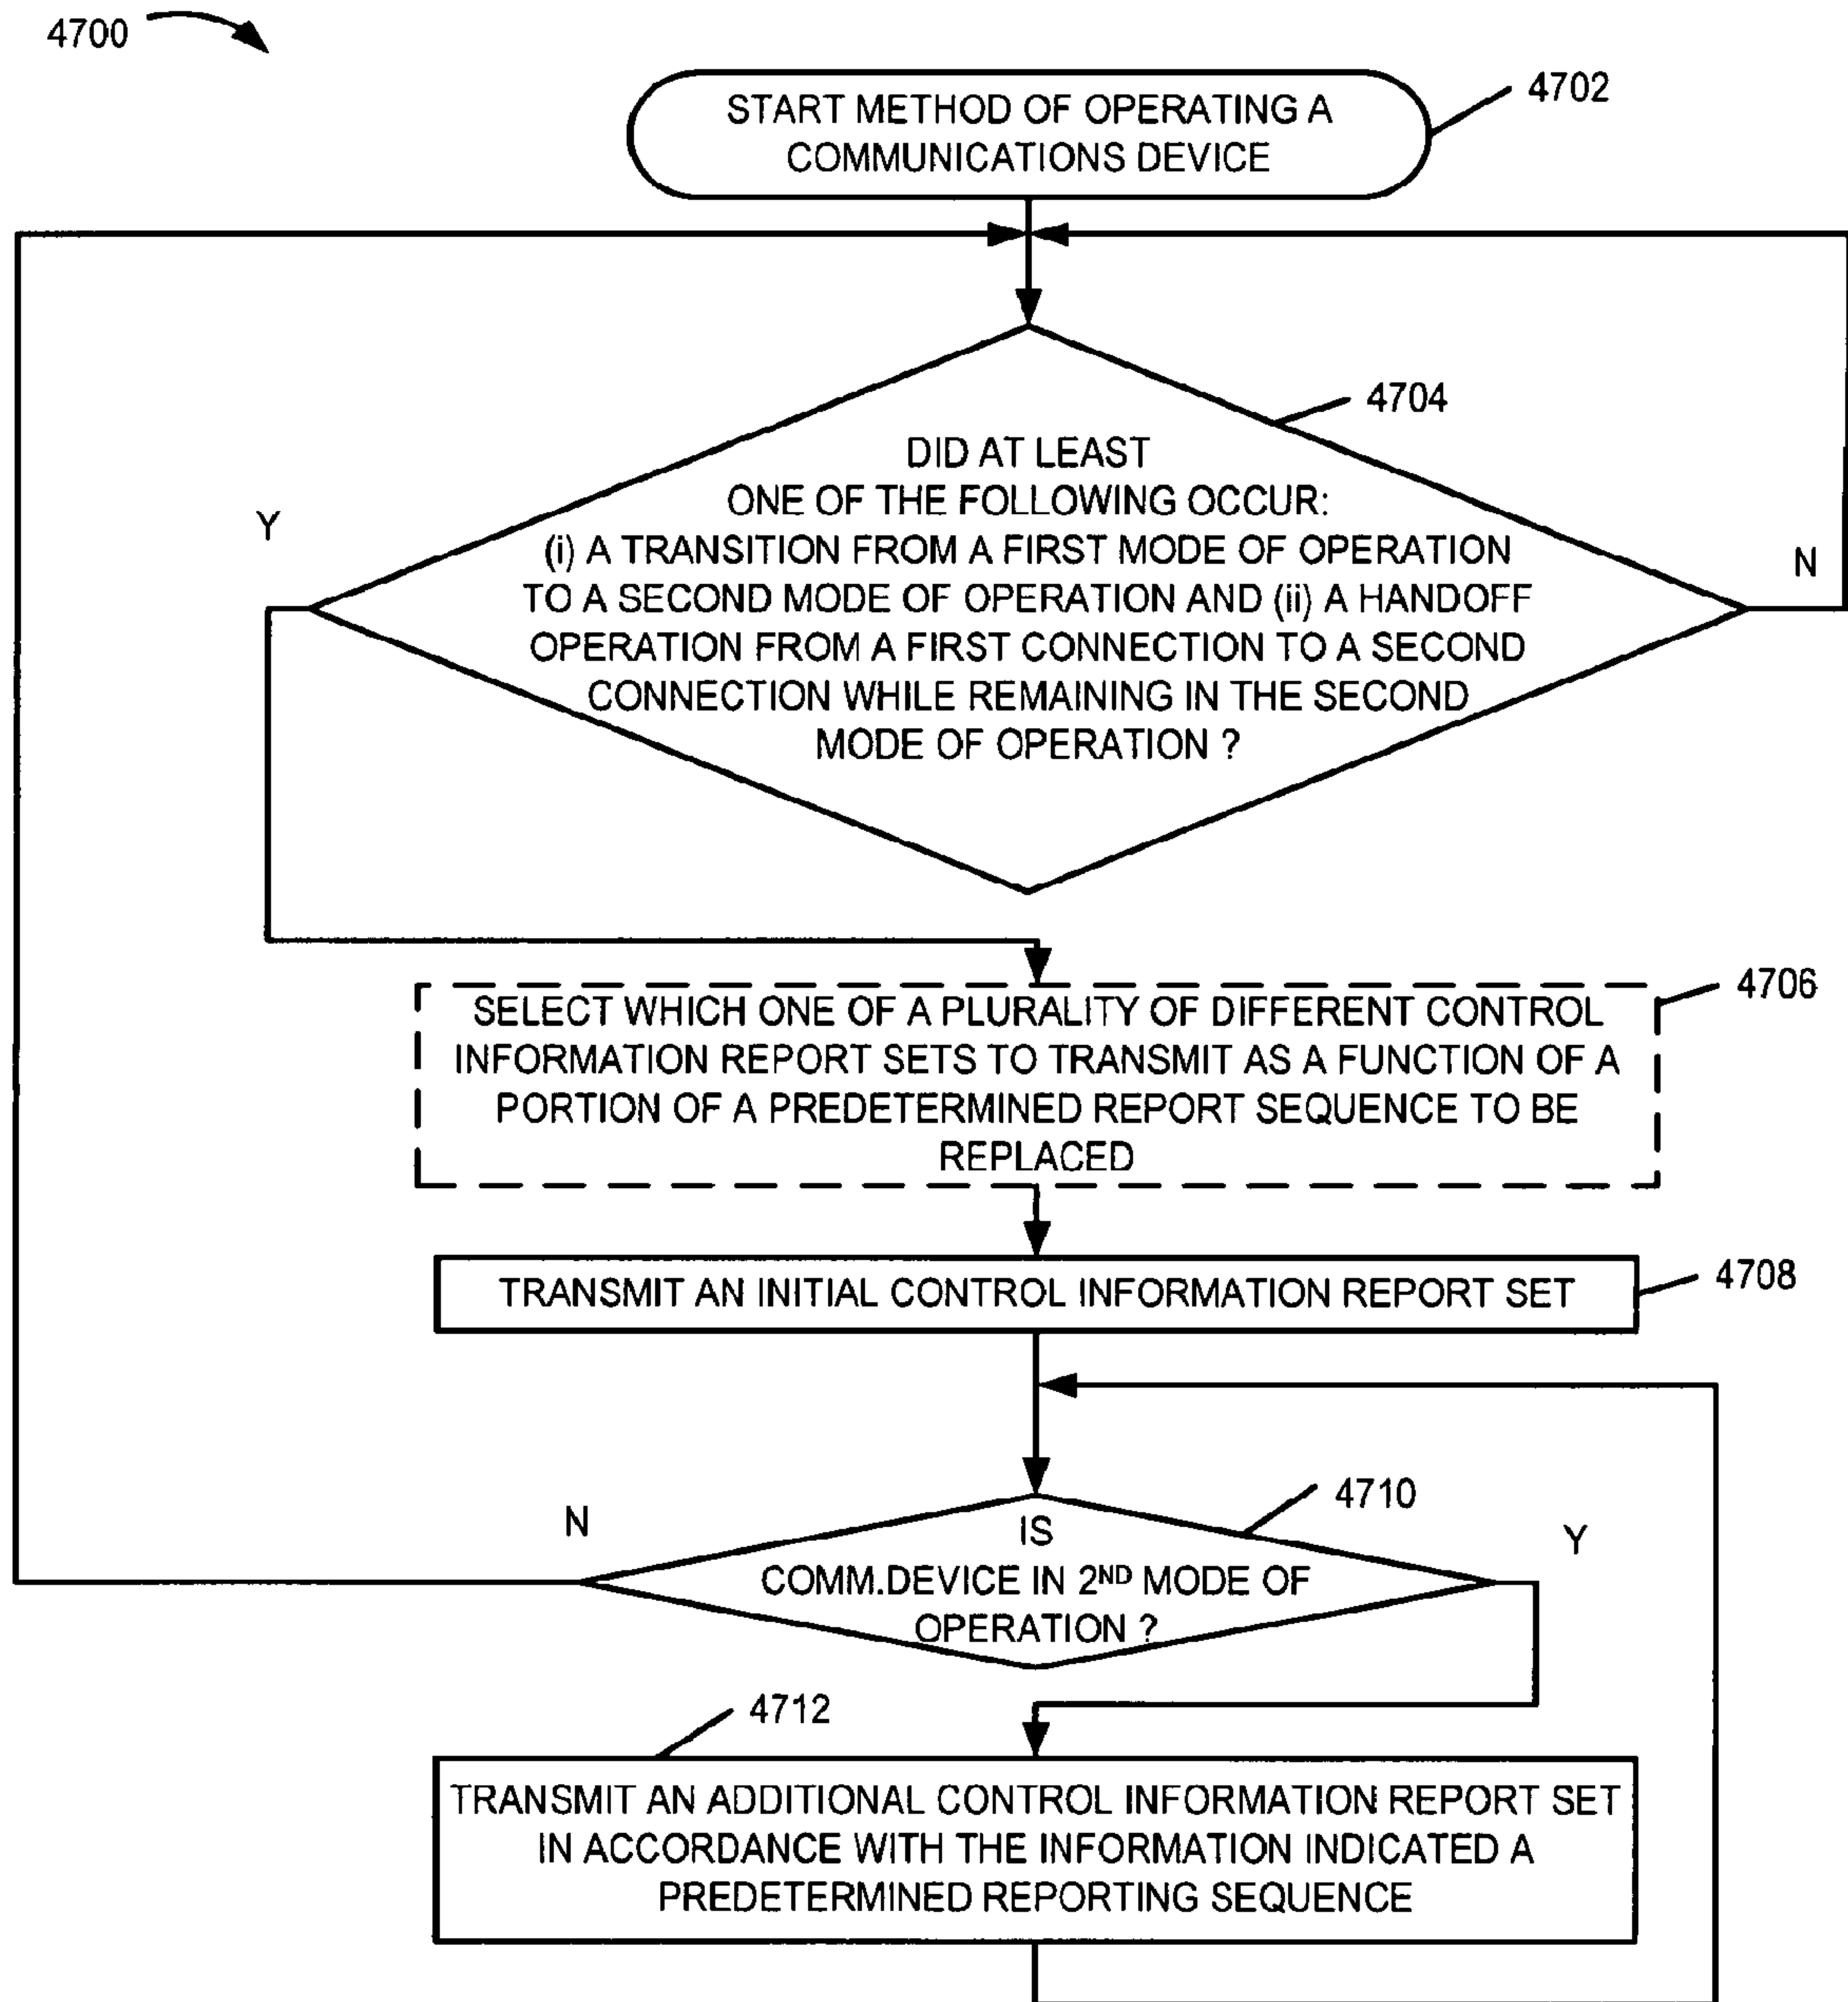 4700
START METHOD OF OPERATING A
COMMUNICATIONS DEVICE
4702
4704
DID AT LEAST
ONE OF THE FOLLOWING OCCUR:
(i) A TRANSITION FROM A FIRST MODE OF OPERATION
TO A SECOND MODE OF OPERATION AND (ii) A HANDOFF
OPERATION FROM A FIRST CONNECTION TO A SECOND
CONNECTION WHILE REMAINING IN THE SECOND
MODE OF OPERATION ?
Y
N
4706
SELECT WHICH ONE OF A PLURALITY OF DIFFERENT CONTROL
INFORMATION REPORT SETS TO TRANSMIT AS A FUNCTION OF A
PORTION OF A PREDETERMINED REPORT SEQUENCE TO BE
REPLACED
TRANSMIT AN INITIAL CONTROL INFORMATION REPORT SET
4708
4710
N
IS
COMM.DEVICE IN 2ND MODE OF
OPERATION ?
Y
4712
TRANSMIT AN ADDITIONAL CONTROL INFORMATION REPORT SET
IN ACCORDANCE WITH THE INFORMATION INDICATED A
PREDETERMINED REPORTING SEQUENCE